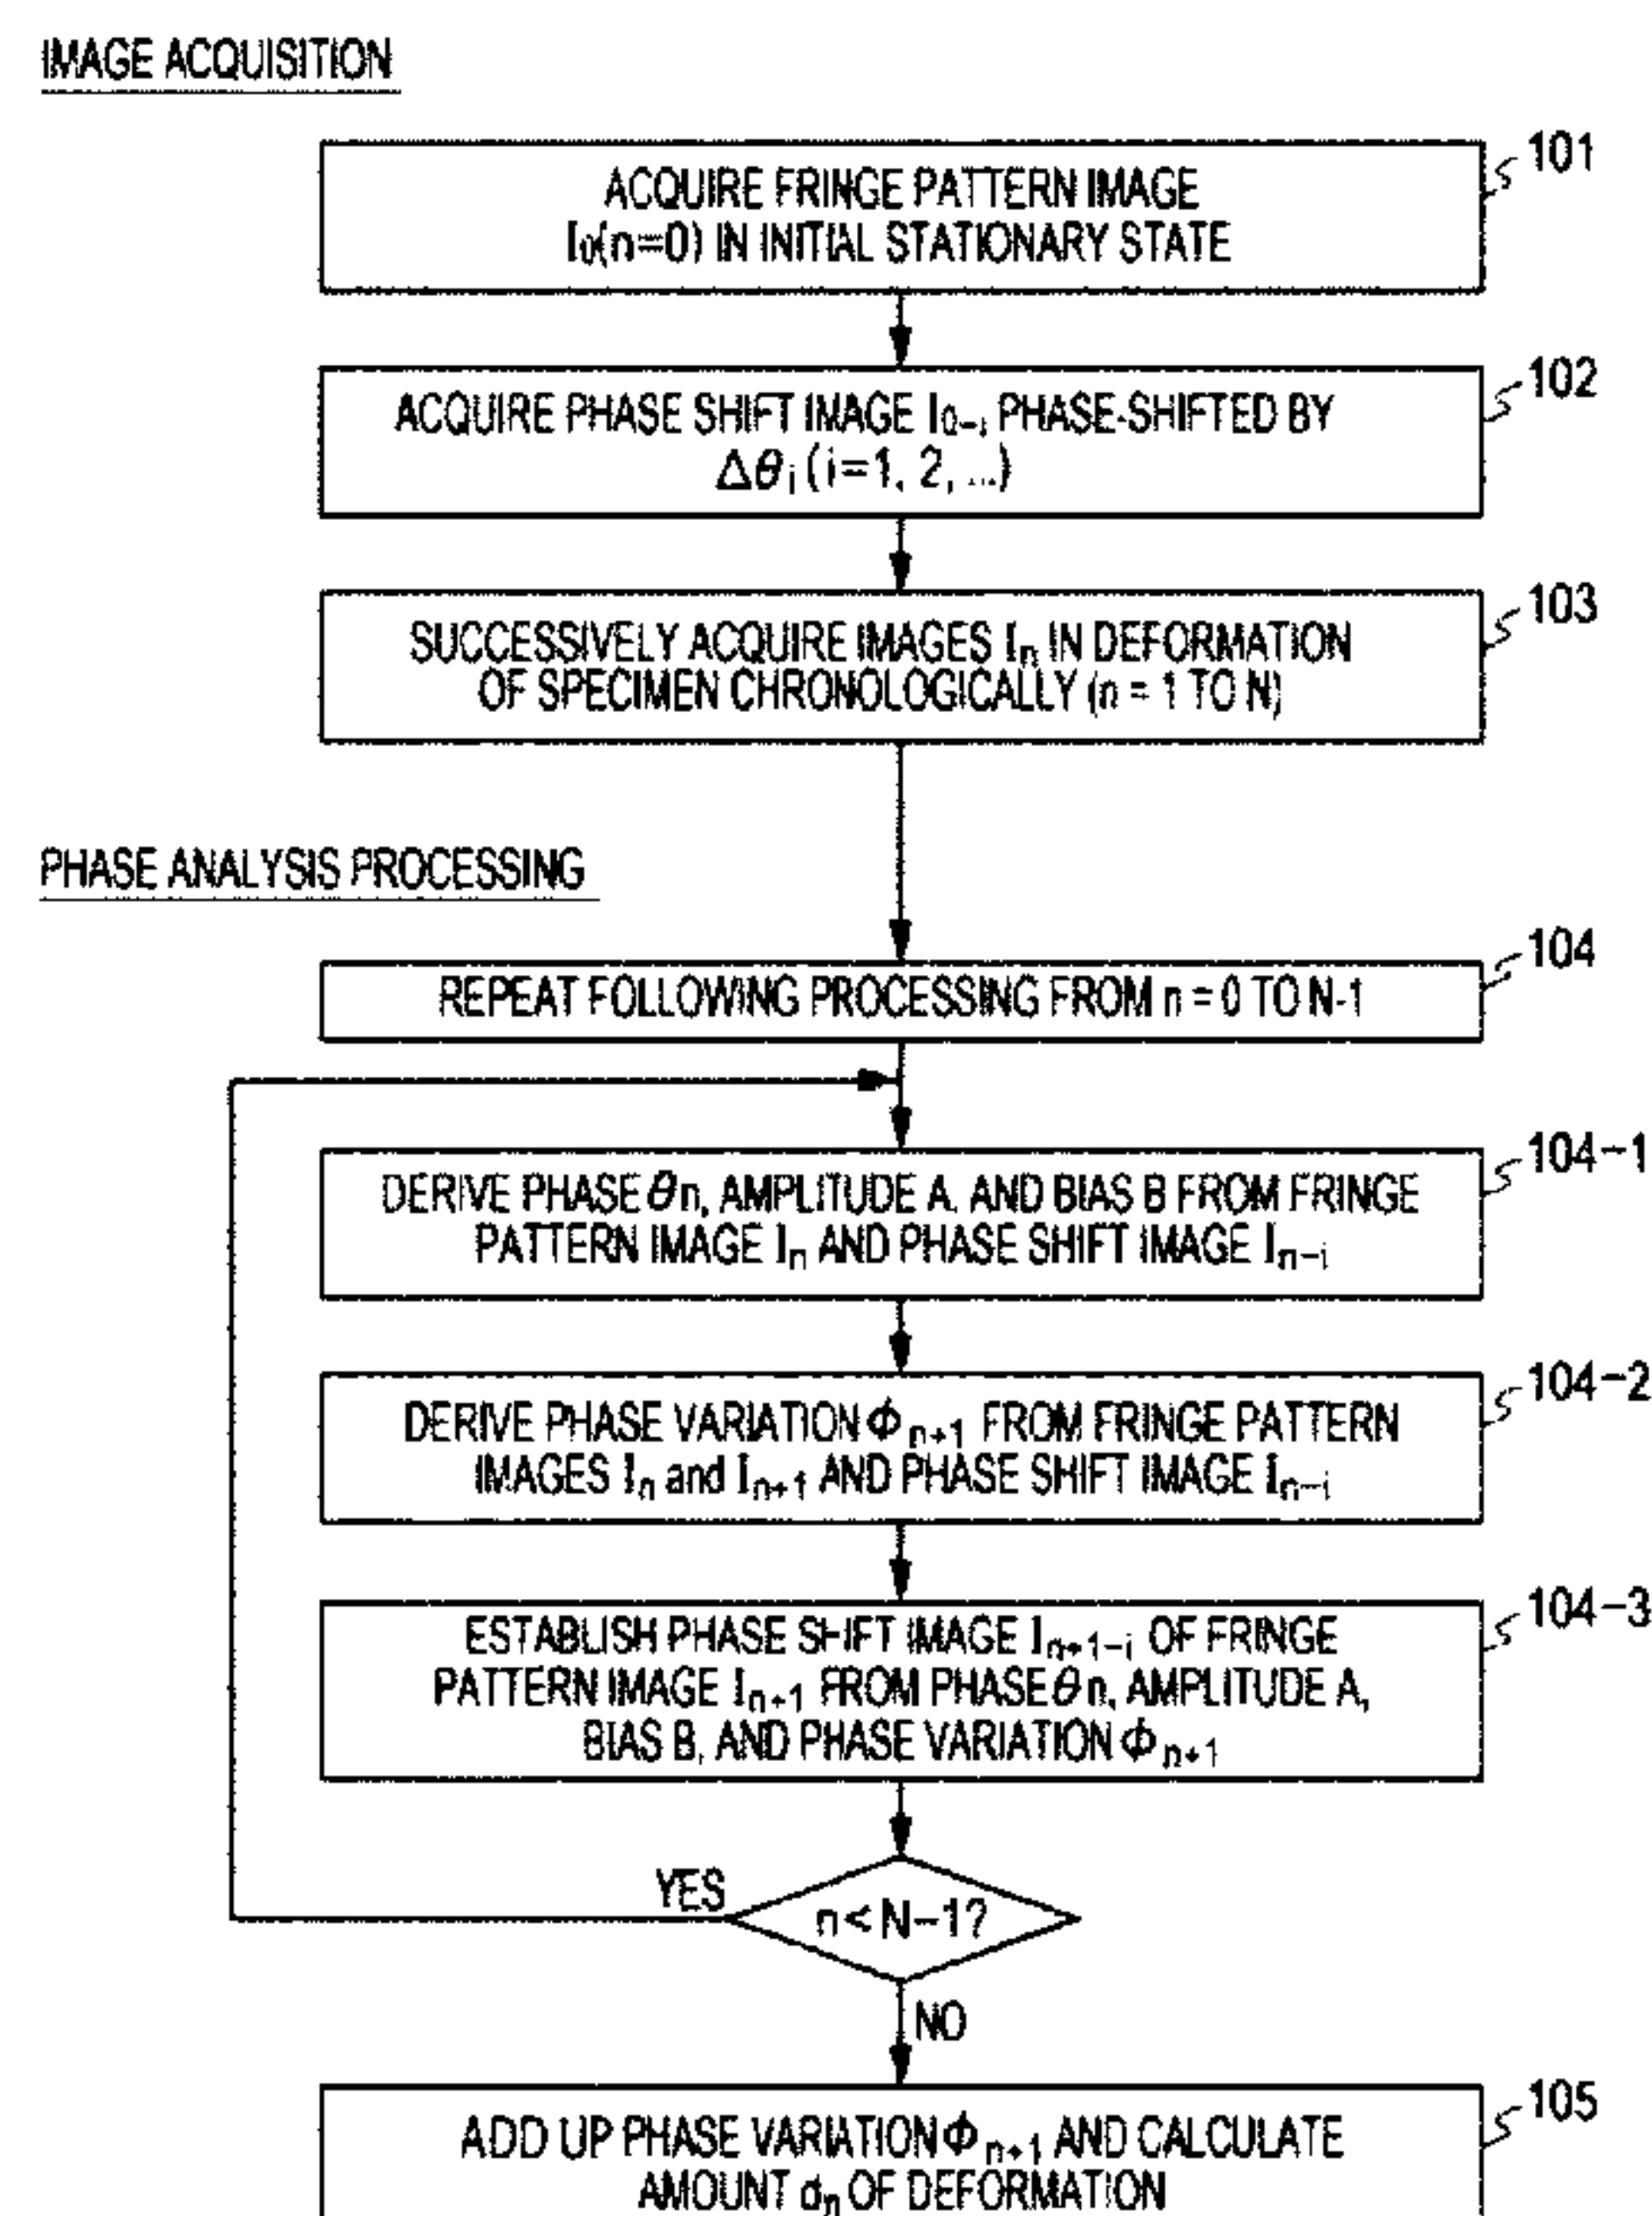 IMAGE ACQUISITION
101
ACQUIRE FRINGE PATTERN IMAGE
I0(n=0) IN INITIAL STATIONARY STATE
102
ACQUIRE PHASE SHIFT IMAGE I0-i PHASE-SHIFTED BY
Δθi (i=1, 2, ...)
103
SUCCESSIVELY ACQUIRE IMAGES In IN DEFORMATION
OF SPECIMEN CHRONOLOGICALLY (n = 1 TO N)
PHASE ANALYSIS PROCESSING
104
REPEAT FOLLOWING PROCESSING FROM n = 0 TO N-1
104-1
DERIVE PHASE θn, AMPLITUDE A, AND BIAS B FROM FRINGE
PATTERN IMAGE In AND PHASE SHIFT IMAGE In-i
104-2
DERIVE PHASE VARIATION Φn+1 FROM FRINGE PATTERN
IMAGES In and In+1 AND PHASE SHIFT IMAGE In-i
104-3
ESTABLISH PHASE SHIFT IMAGE In+1-i OF FRINGE
PATTERN IMAGE In+1 FROM PHASE θn, AMPLITUDE A,
BIAS B, AND PHASE VARIATION Φn+1
YES
n<N-1?
NO
105
ADD UP PHASE VARIATION Φn+1 AND CALCULATE
AMOUNT dn OF DEFORMATION